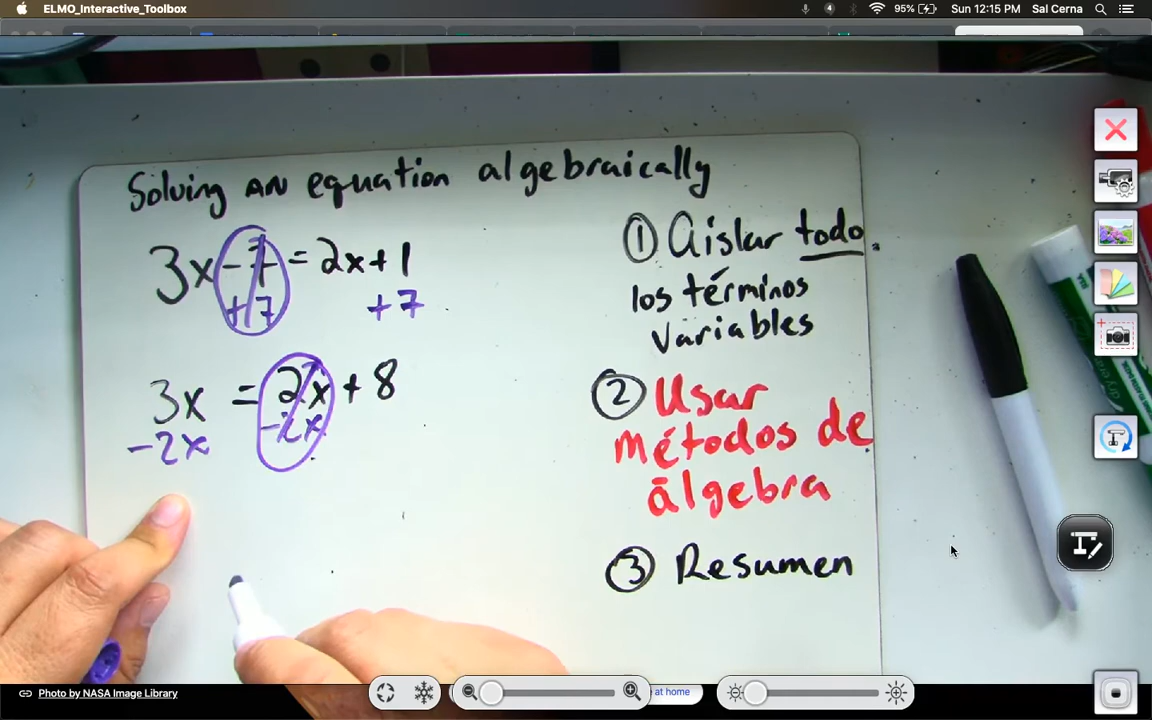 ELMO_Interactive_Toolbox
4
95%
Sun 12:15 PM
Sal Cerna
Solving an equation algebraically
3x - 7 = 2x + 1
+7 +7
3x = 2x + 8
-2x -2x
① Aislar todo.
los términos
variables
② Usar
métodos de
álgebra
③ Resumen
Photo by NASA Image Library
at home